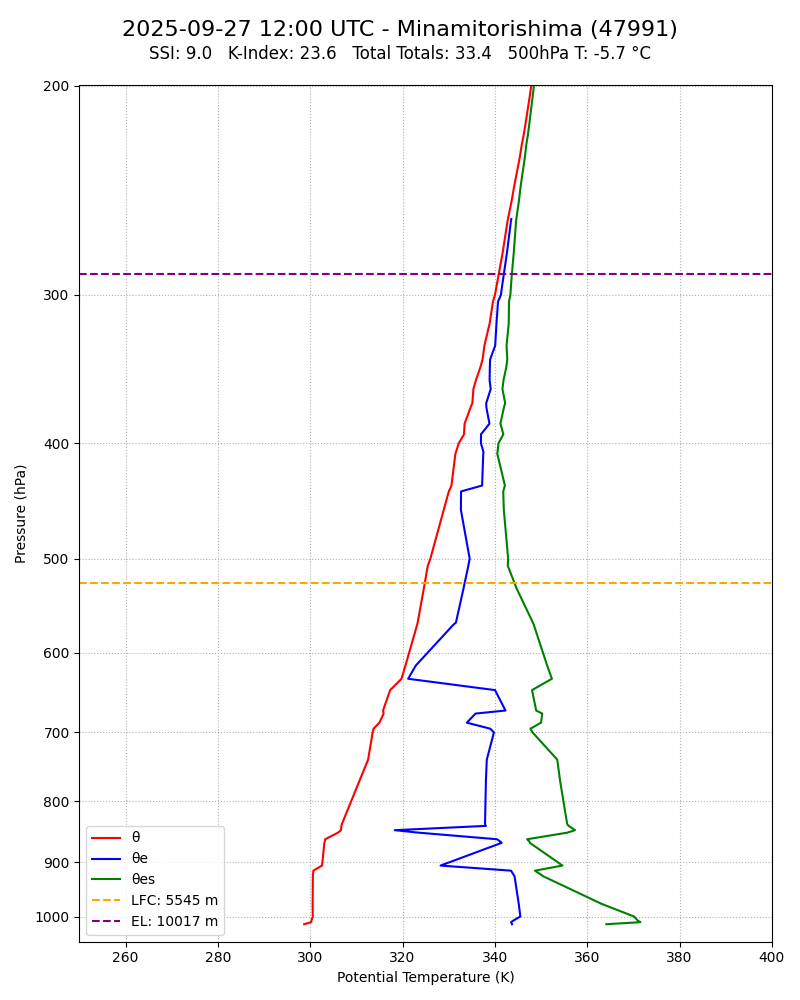 2025-09-27 12:00 UTC - Minamitorishima (47991)
SSI: 9.0   K-Index: 23.6   Total Totals: 33.4   500hPa T: -5.7 °C
200
300
400
500
600
700
800
900
1000
Pressure (hPa)
θ
θe
θes
LFC: 5545 m
EL: 10017 m
260 280 300 320 340 360 380 400
Potential Temperature (K)